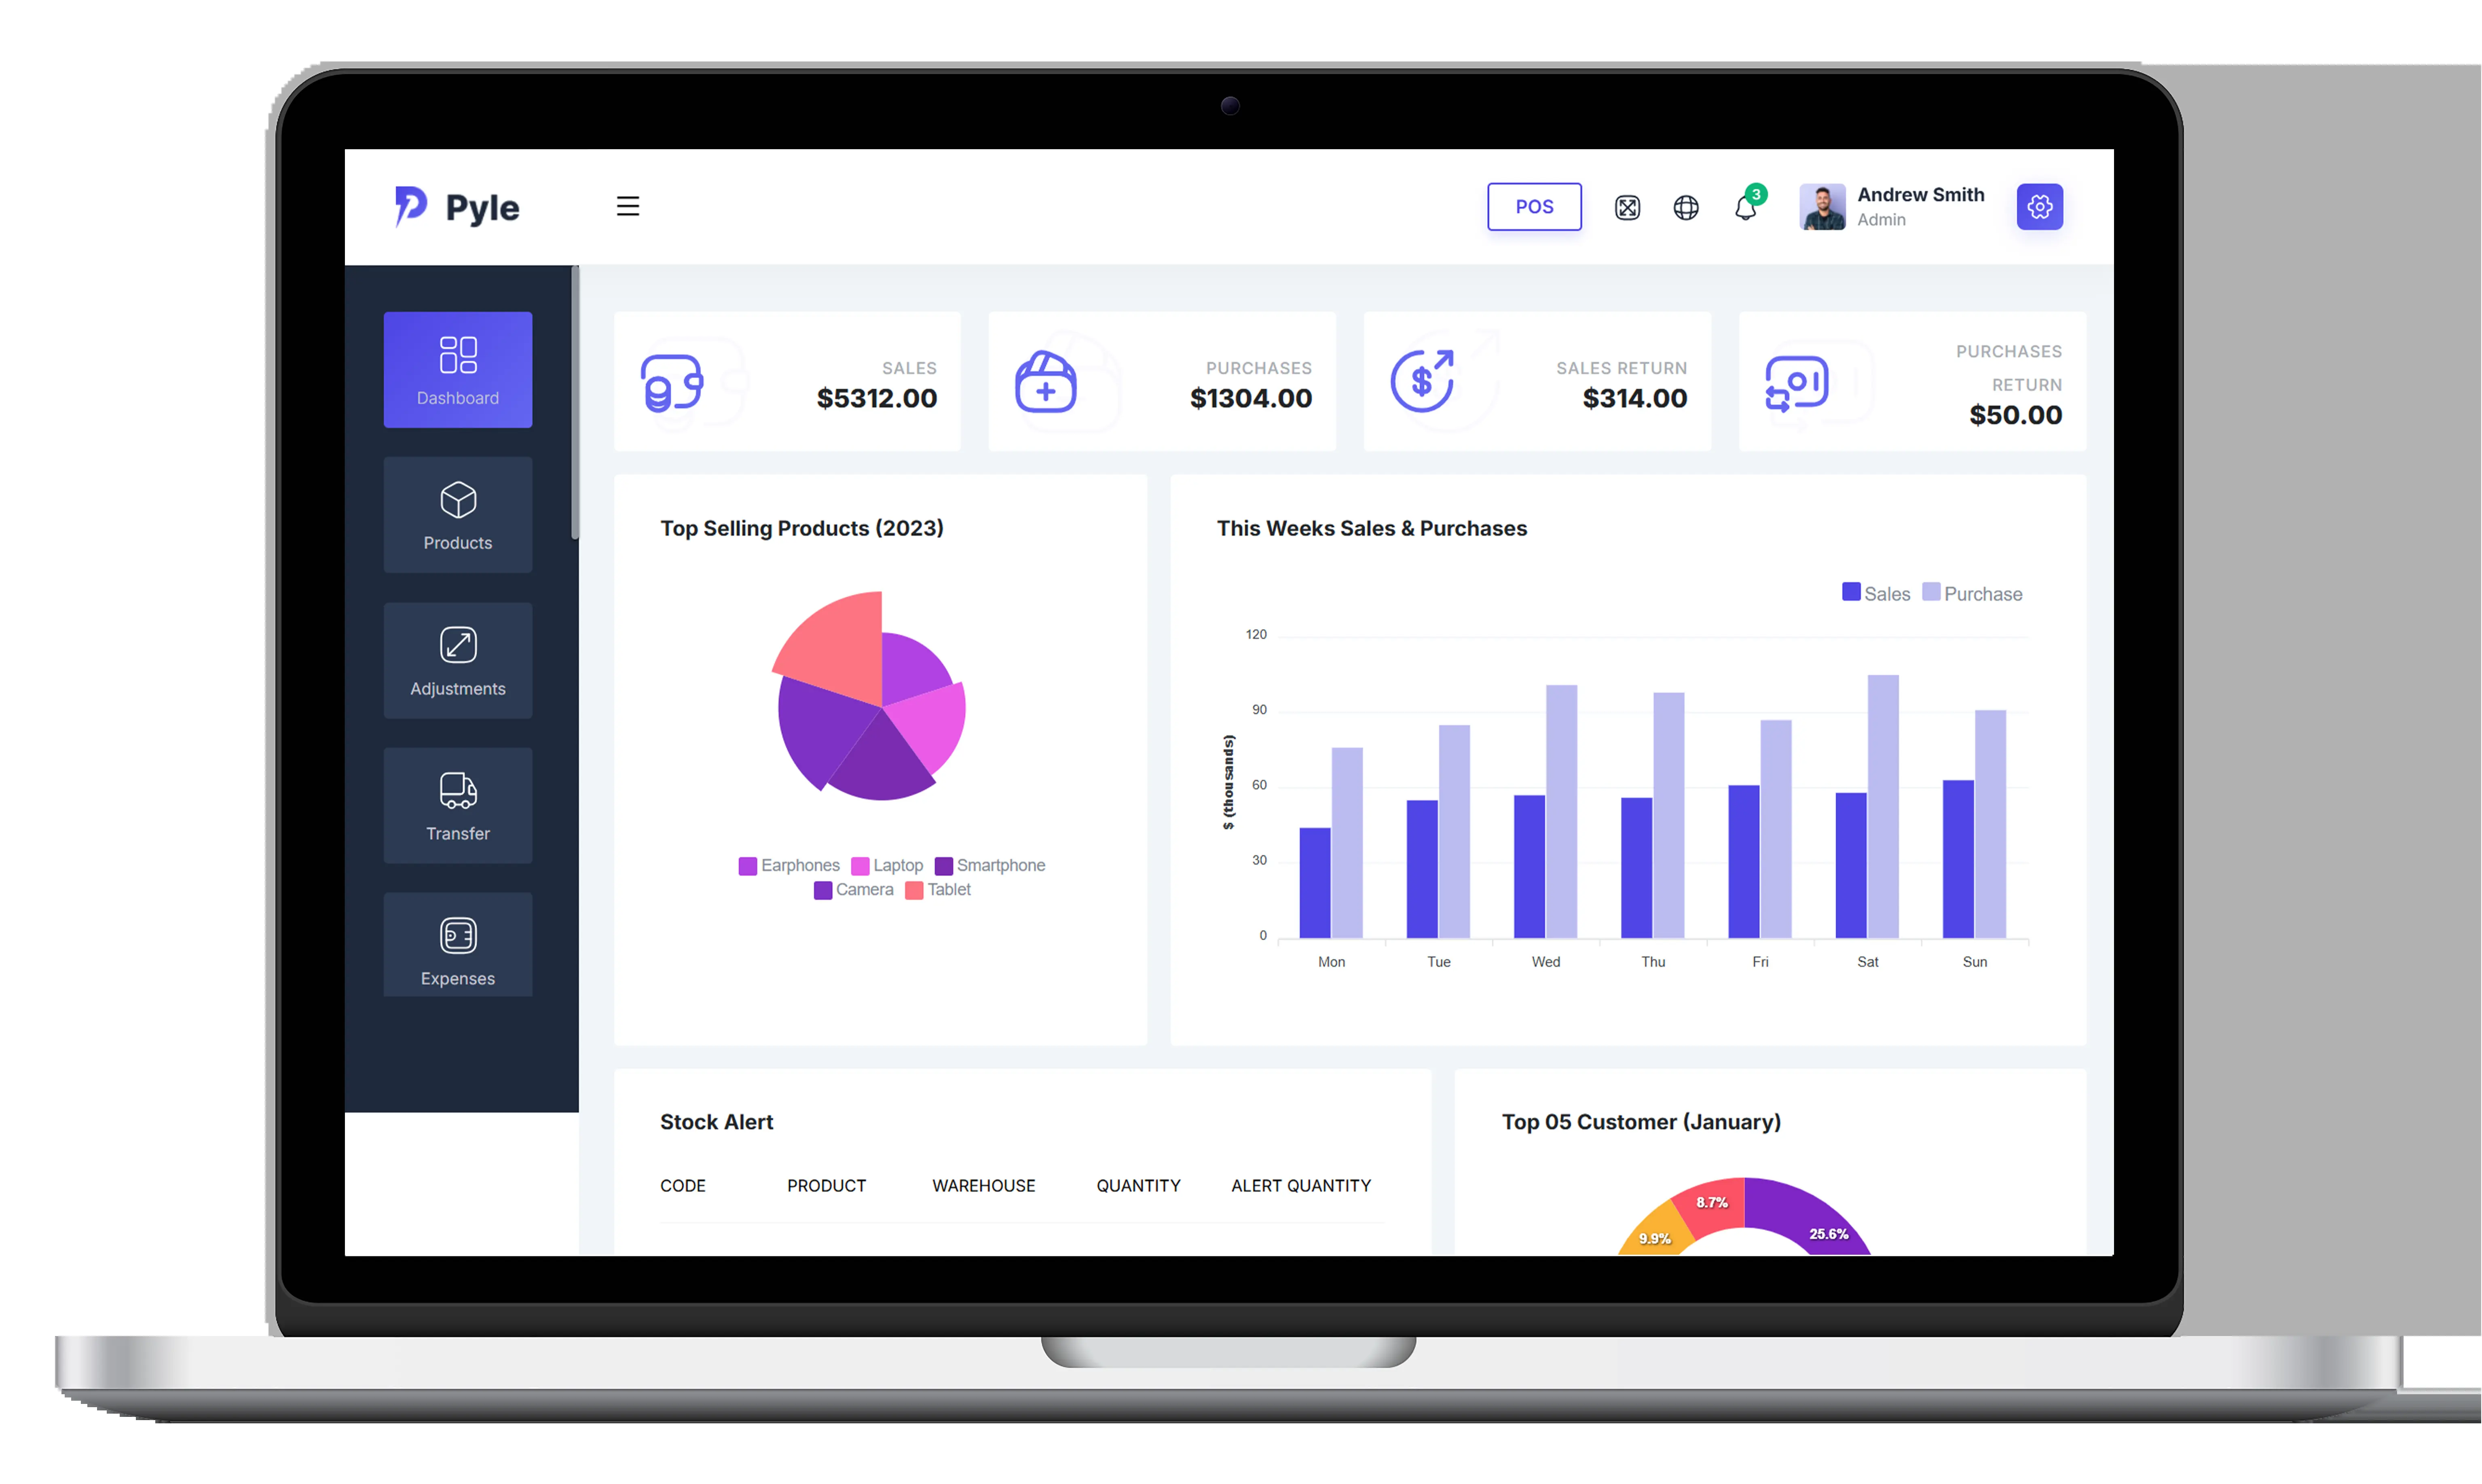 Pyle
POS
3
Andrew Smith
Admin
Dashboard
Products
Adjustments
Transfer
Expenses
SALES
$5312.00
PURCHASES
$1304.00
SALES RETURN
$314.00
PURCHASES
RETURN
$50.00
Top Selling Products (2023)
Earphones Laptop Smartphone
Camera Tablet
This Weeks Sales & Purchases
Sales Purchase
$ (thousands)
120
90
60
30
0
Mon Tue Wed Thu Fri Sat Sun
Stock Alert
CODE PRODUCT WAREHOUSE QUANTITY ALERT QUANTITY
Top 05 Customer (January)
8.7%
9.9%
25.6%